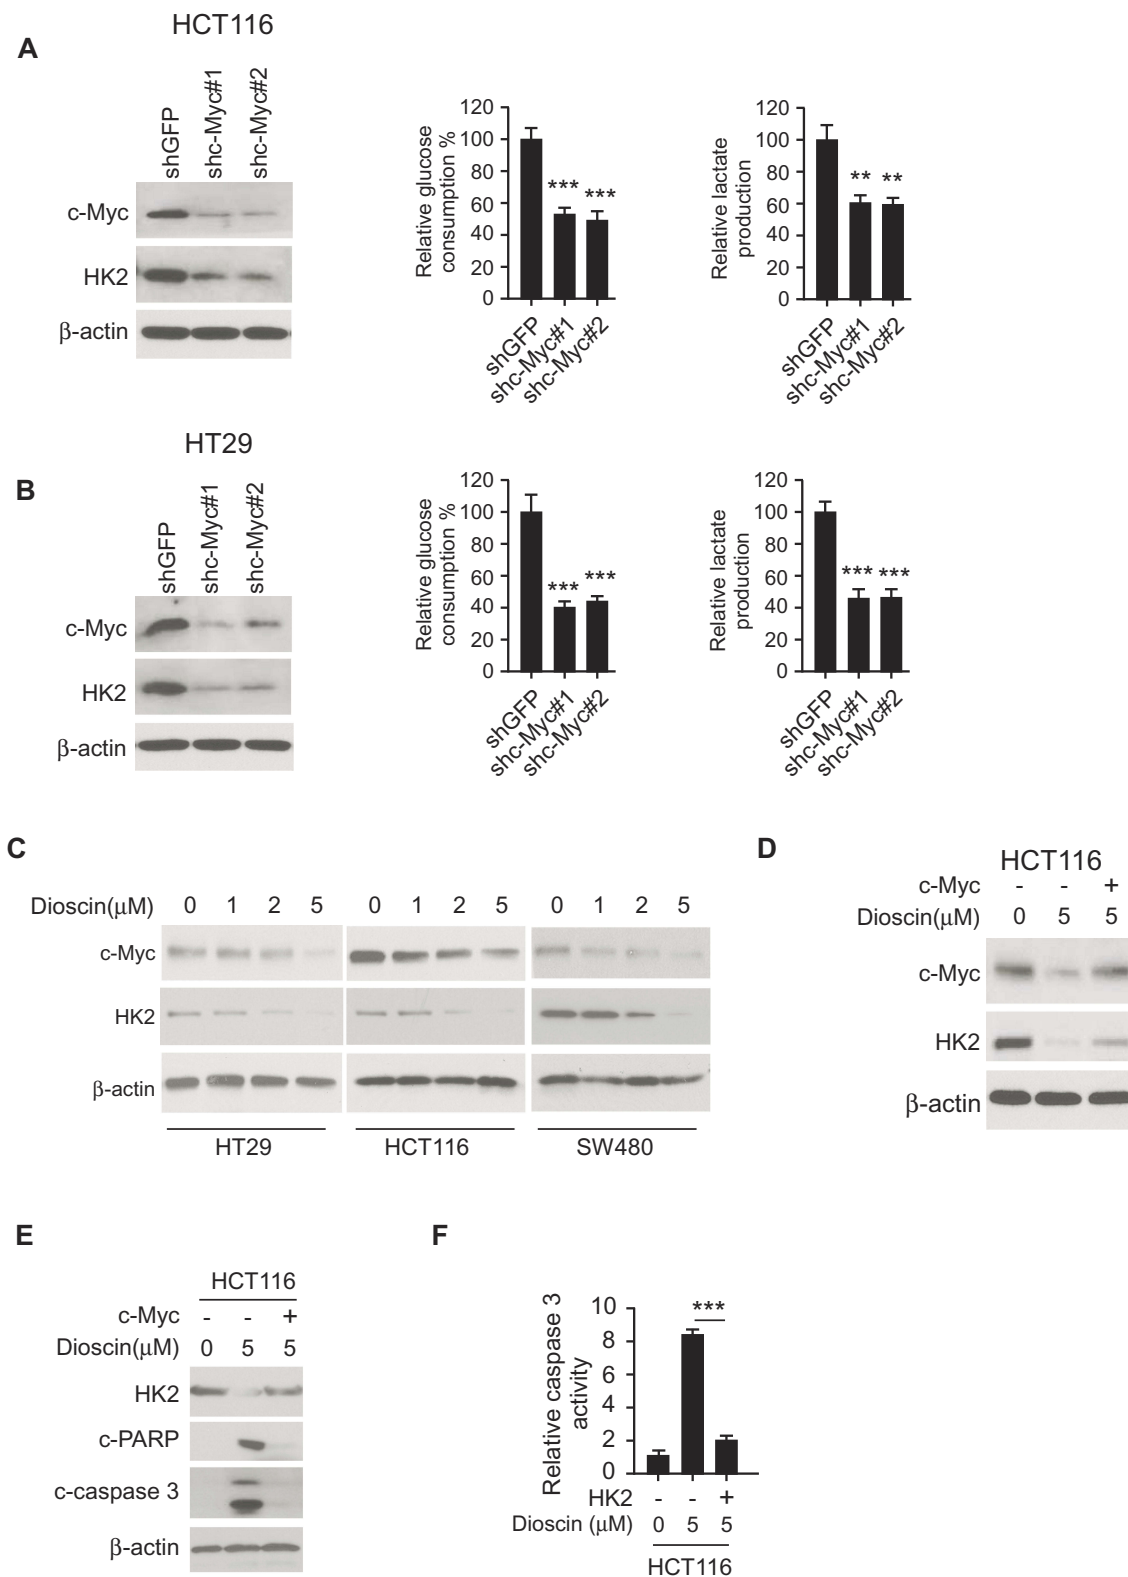 HCT116
A
shGFP
shc-Myc#1
shc-Myc#2
c-Myc
HK2
β-actin
Relative glucose
consumption %
120
100
80
60
40
20
0
***
***
shGFP
shc-Myc#1
shc-Myc#2
Relative lactate
production
120
100
80
60
40
20
0
**
**
shGFP
shc-Myc#1
shc-Myc#2
HT29
B
shGFP
shc-Myc#1
shc-Myc#2
c-Myc
HK2
β-actin
Relative glucose
consumption %
120
100
80
60
40
20
0
***
***
shGFP
shc-Myc#1
shc-Myc#2
Relative lactate
production
120
100
80
60
40
20
0
***
***
shGFP
shc-Myc#1
shc-Myc#2
C
Dioscin(μM) 0 1 2 5 0 1 2 5 0 1 2 5
c-Myc
HK2
β-actin
HT29 HCT116 SW480
D
HCT116
c-Myc - - +
Dioscin(μM) 0 5 5
c-Myc
HK2
β-actin
E
HCT116
c-Myc - - +
Dioscin(μM) 0 5 5
HK2
c-PARP
c-caspase 3
β-actin
F
Relative caspase 3
activity
10
8
6
4
2
0
***
HK2 - - +
Dioscin (μM) 0 5 5
HCT116